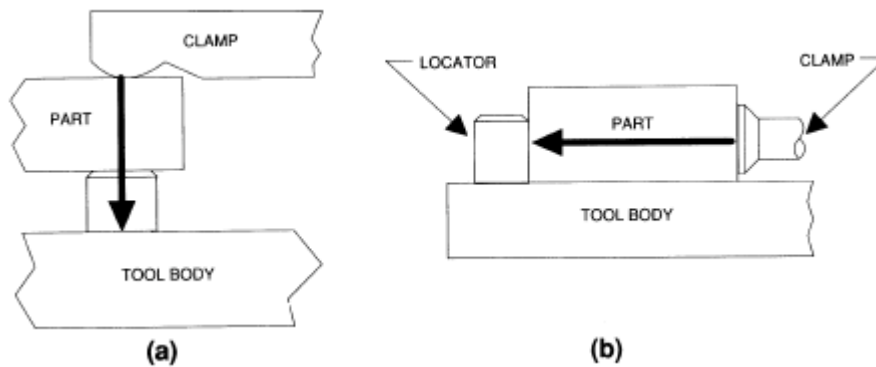 CLAMP
PART
TOOL BODY
(a)
LOCATOR
CLAMP
PART
TOOL BODY
(b)